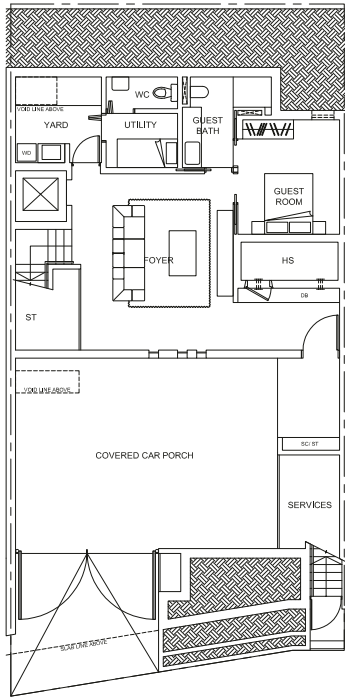 WC
VOID LINE ABOVE
YARD
UTILITY
GUEST
BATH
WD
GUEST
ROOM
FOYER
HS
DB
ST
VOID LINE ABOVE
SC/ ST
COVERED CAR PORCH
SERVICES
SLAB LINE ABOVE